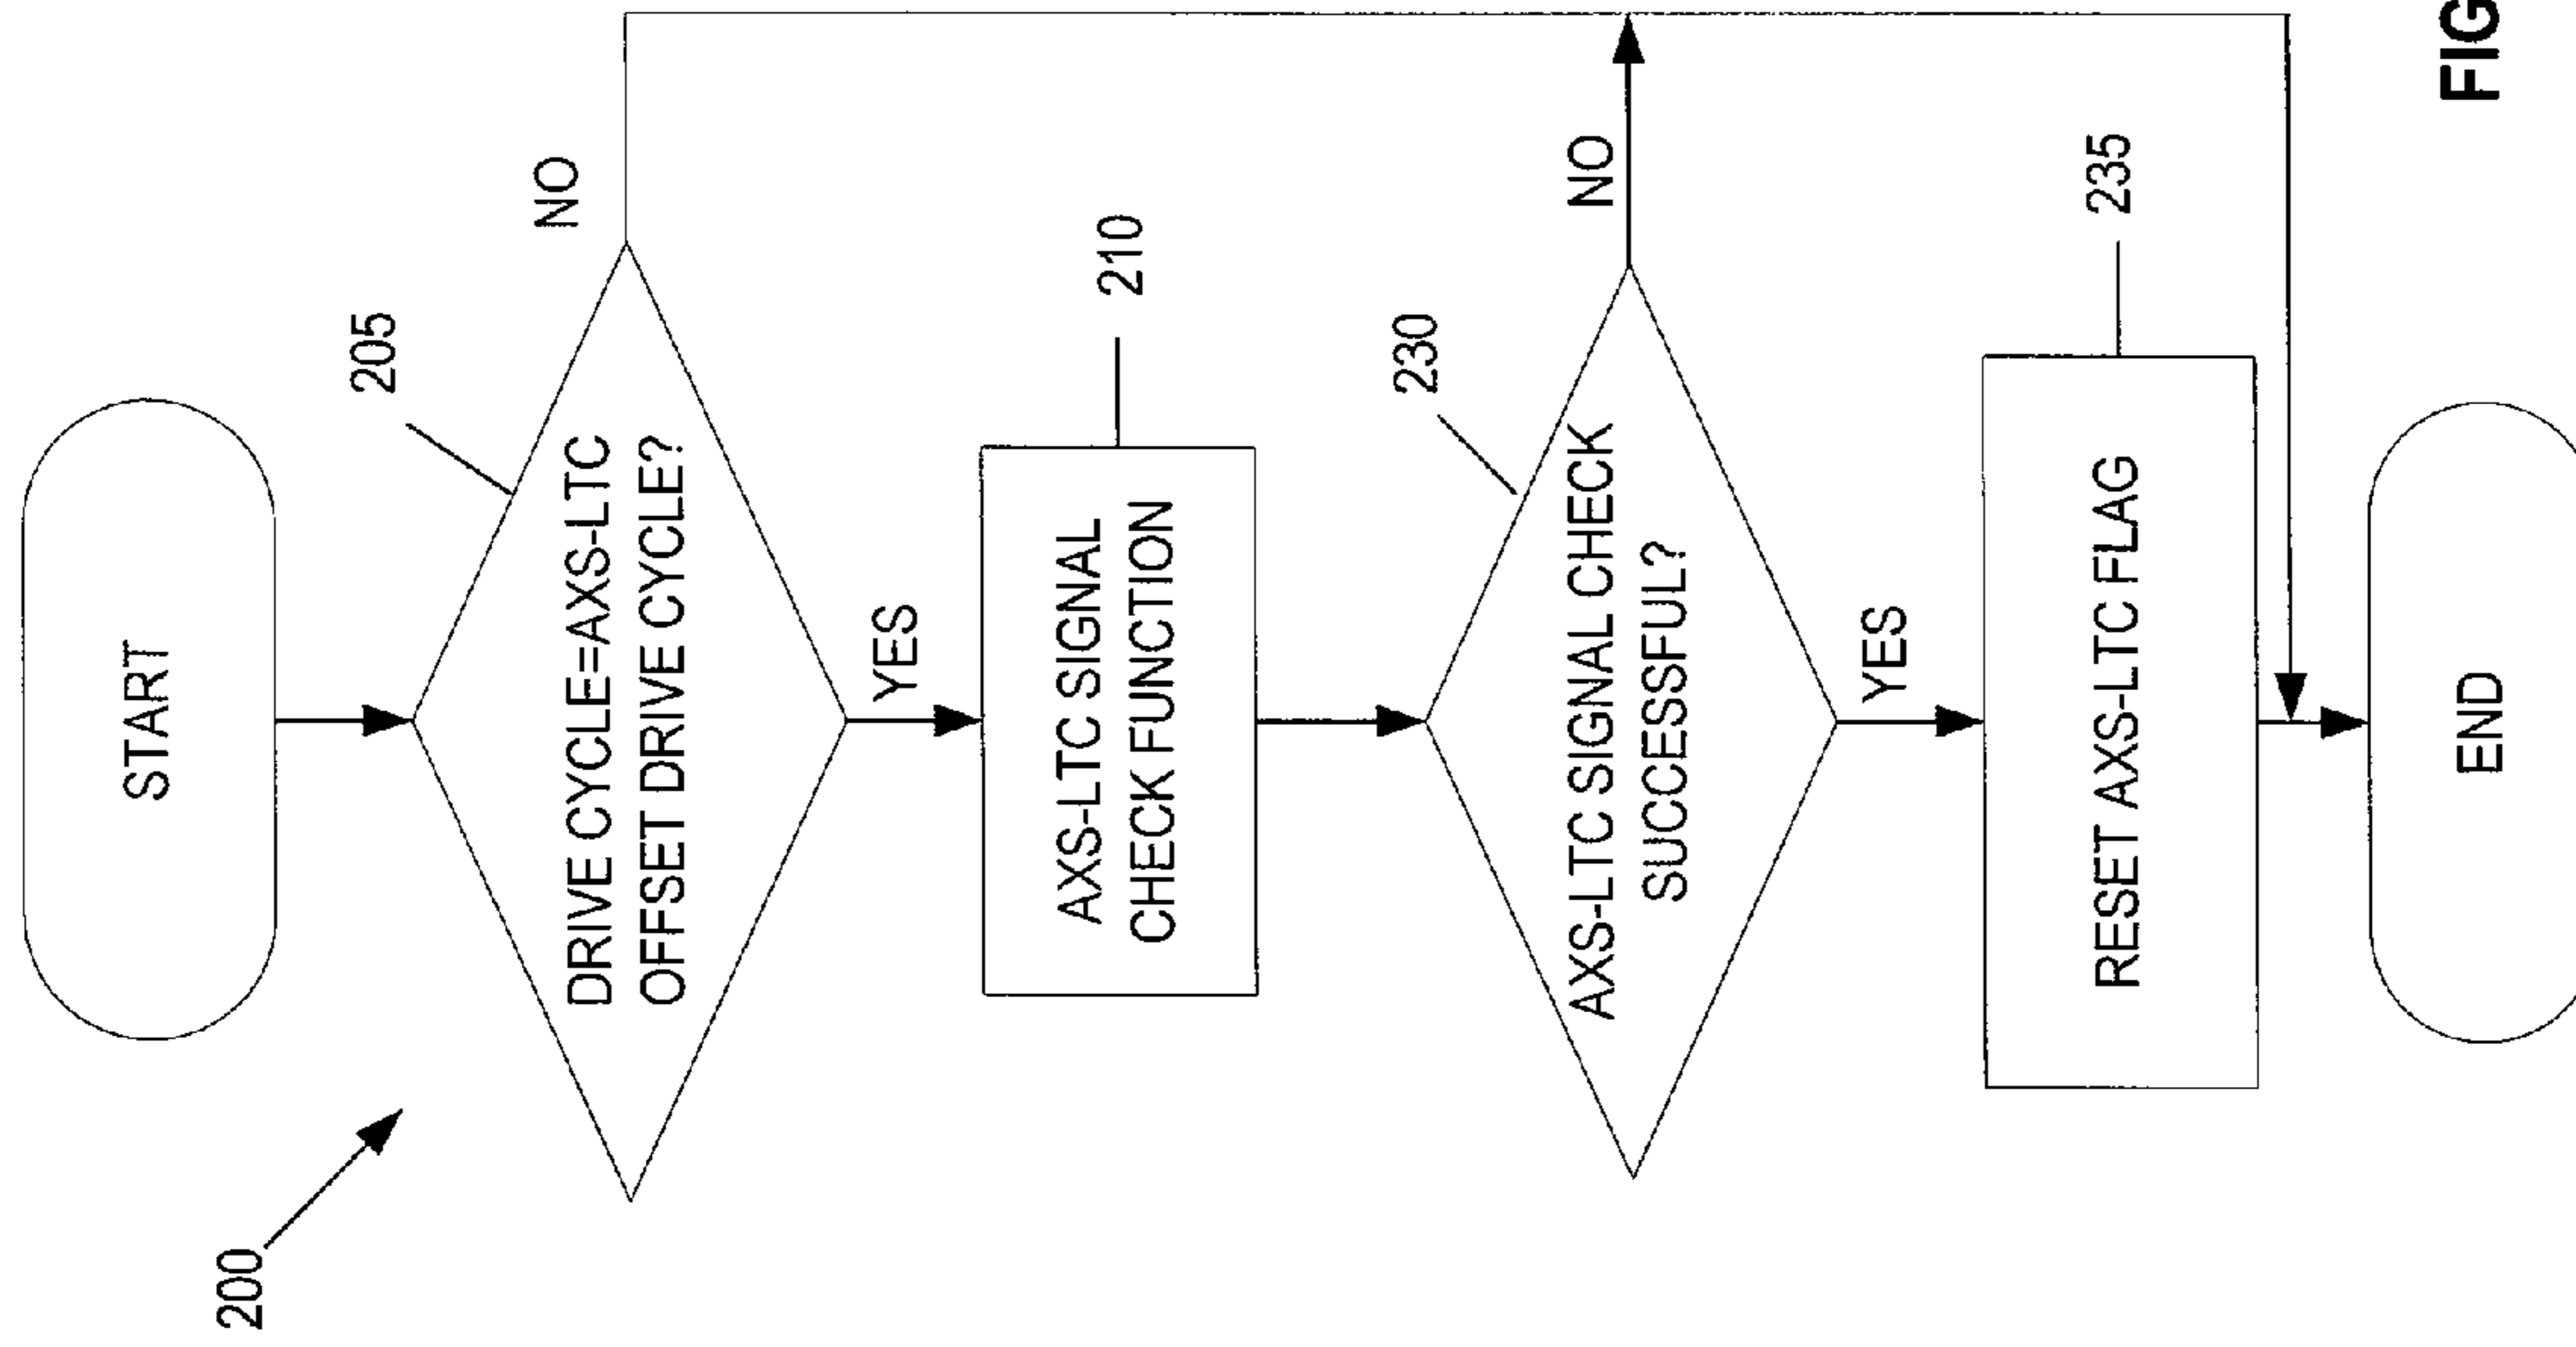 200
START
205
DRIVE CYCLE=AXS-LTC
OFFSET DRIVE CYCLE?
NO
YES
AXS-LTC SIGNAL
CHECK FUNCTION
210
230
AXS-LTC SIGNAL CHECK
SUCCESSFUL?
NO
YES
RESET AXS-LTC FLAG
235
END
FIG